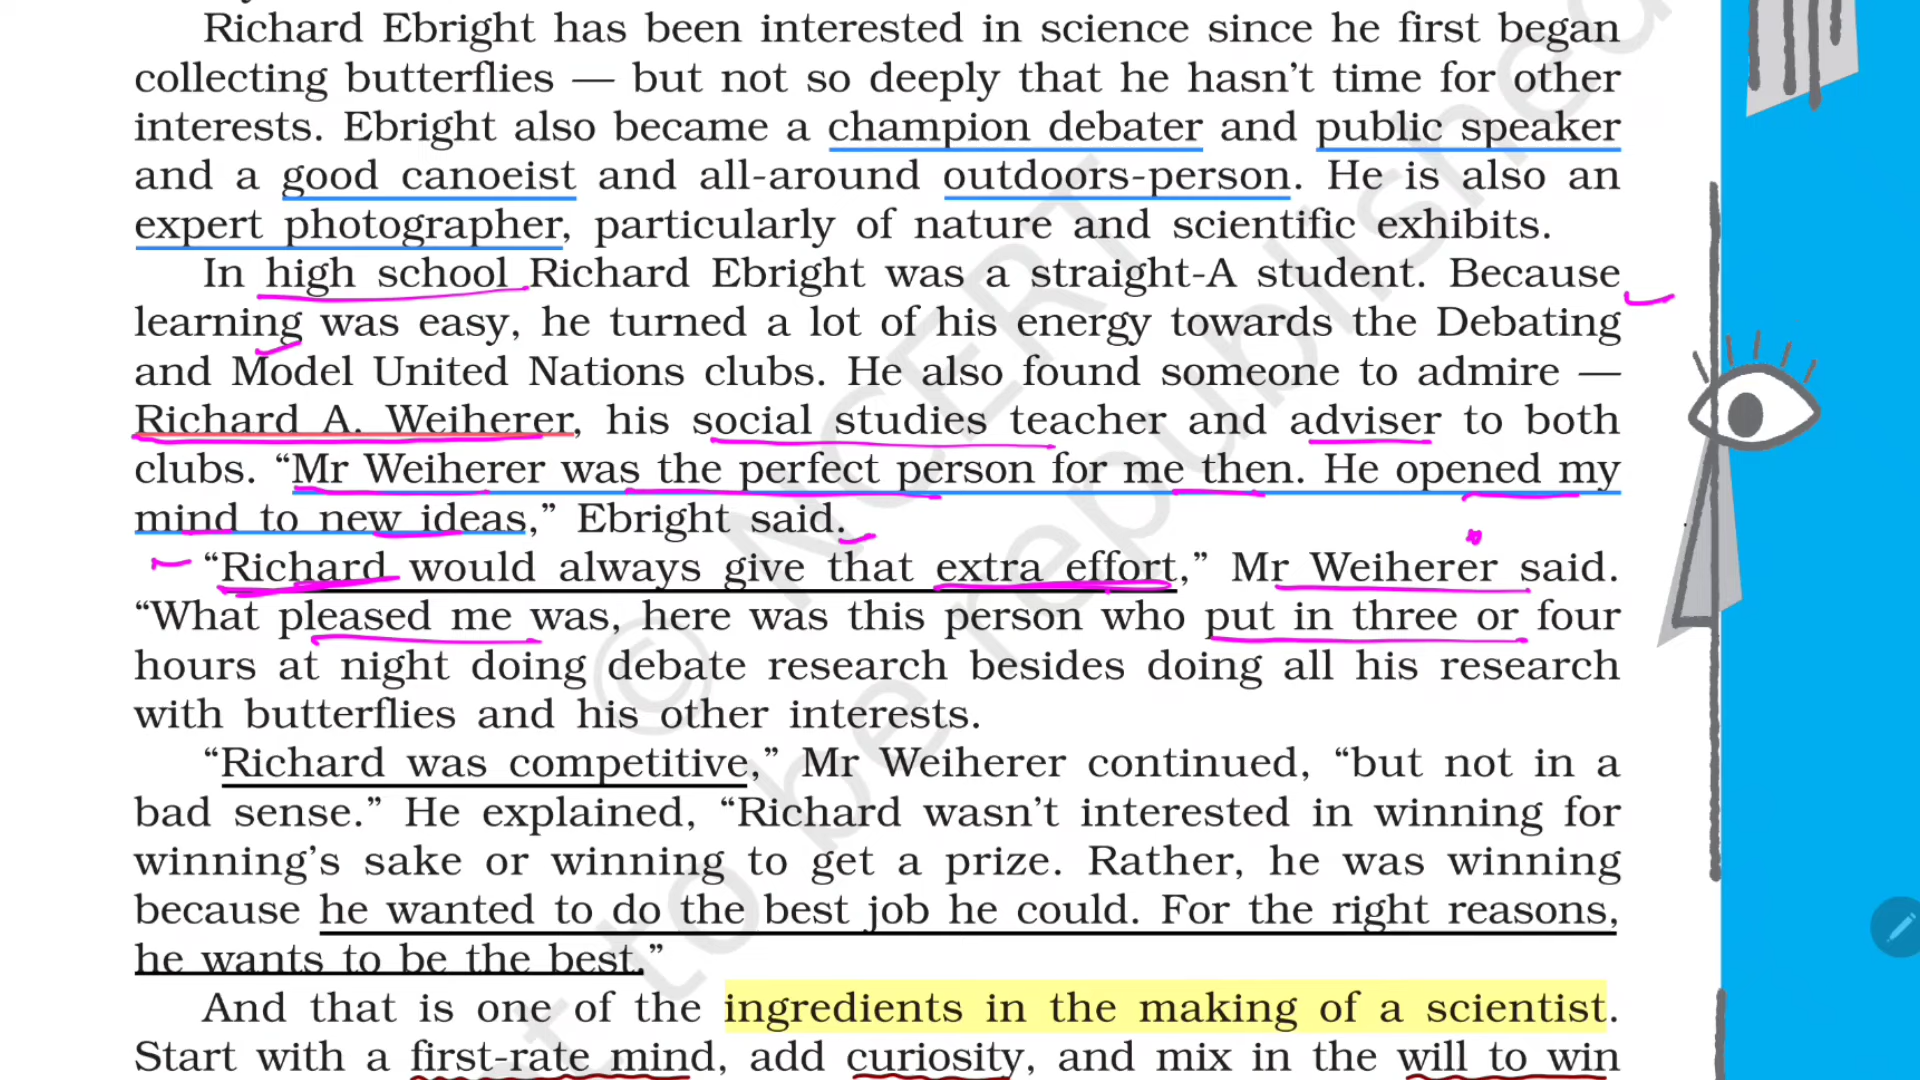 Richard Ebright has been interested in science since he first began
collecting butterflies — but not so deeply that he hasn’t time for other
interests. Ebright also became a champion debater and public speaker
and a good canoeist and all-around outdoors-person. He is also an
expert photographer, particularly of nature and scientific exhibits.
In high school Richard Ebright was a straight-A student. Because
learning was easy, he turned a lot of his energy towards the Debating
and Model United Nations clubs. He also found someone to admire —
Richard A. Weiherer, his social studies teacher and adviser to both
clubs. “Mr Weiherer was the perfect person for me then. He opened my
mind to new ideas,” Ebright said.
“Richard would always give that extra effort,” Mr Weiherer said.
“What pleased me was, here was this person who put in three or four
hours at night doing debate research besides doing all his research
with butterflies and his other interests.
“Richard was competitive,” Mr Weiherer continued, “but not in a
bad sense.” He explained, “Richard wasn’t interested in winning for
winning’s sake or winning to get a prize. Rather, he was winning
because he wanted to do the best job he could. For the right reasons,
he wants to be the best.”
And that is one of the ingredients in the making of a scientist.
Start with a first-rate mind, add curiosity, and mix in the will to win
© NCERT
to be republished